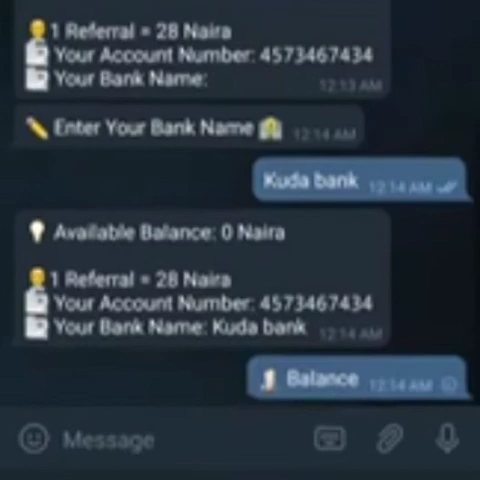 1 Referral = 28 Naira
Your Account Number: 4573467434
Your Bank Name:
12:13 AM
Enter Your Bank Name
12:14 AM
Kuda bank
12:14 AM
Available Balance: 0 Naira
1 Referral = 28 Naira
Your Account Number: 4573467434
Your Bank Name: Kuda bank
12:14 AM
Balance
12:14 AM
Message